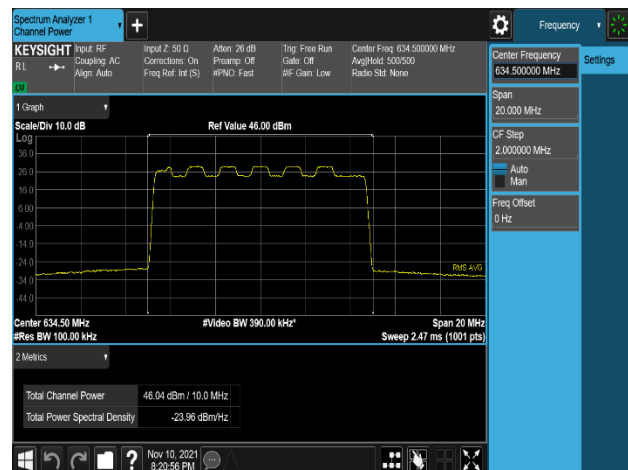 Spectrum Analyzer 1
Channel Power
+
Frequency
KEYSIGHT
RL
Input: RF
Coupling: AC
Align: Auto
Input Z: 50 Ω
Corrections: On
Freq Ref: Int (S)
Atten: 26 dB
Preamp: Off
#PNO: Fast
Trig: Free Run
Gate: Off
#IF Gain: Low
Center Freq: 634.500000 MHz
Avg|Hold: 500/500
Radio Std: None
Center Frequency
634.500000 MHz
Settings
Span
20.000 MHz
CF Step
2.000000 MHz
Auto
Man
Freq Offset
0 Hz
1 Graph
Scale/Div 10.0 dB
Ref Value 46.00 dBm
Log
36.0
26.0
16.0
6.00
-4.00
-14.0
-24.0
-34.0
-44.0
RMS AVG
Center 634.50 MHz
#Video BW 390.00 kHz*
Span 20 MHz
#Res BW 100.00 kHz
Sweep 2.47 ms (1001 pts)
2 Metrics
Total Channel Power 46.04 dBm / 10.0 MHz
Total Power Spectral Density -23.96 dBm/Hz
?
Nov 10, 2021
8:20:56 PM